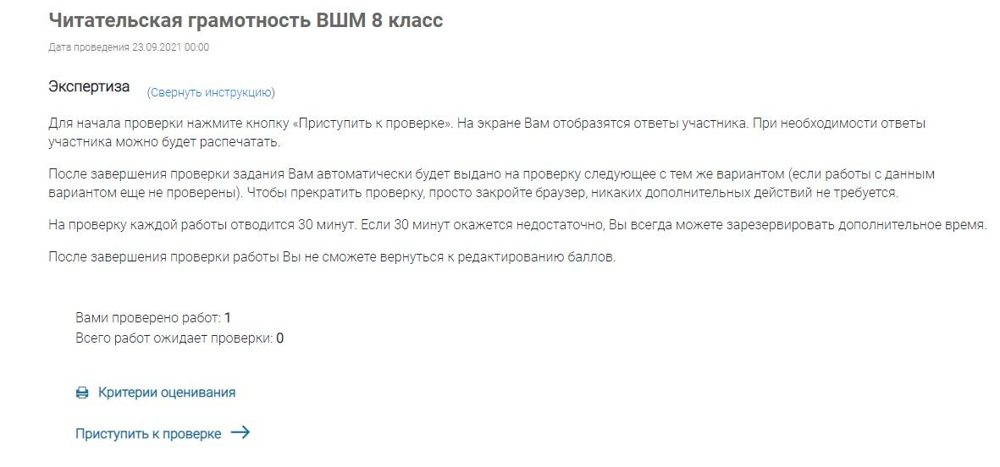 Читательская грамотность ВШМ 8 класс
Дата проведения 23.09.2021 00:00
Экспертиза (Свернуть инструкцию)
Для начала проверки нажмите кнопку «Приступить к проверке». На экране Вам отобразятся ответы участника. При необходимости ответы
участника можно будет распечатать.
После завершения проверки задания Вам автоматически будет выдано на проверку следующее с тем же вариантом (если работы с данным
вариантом еще не проверены). Чтобы прекратить проверку, просто закройте браузер, никаких дополнительных действий не требуется.
На проверку каждой работы отводится 30 минут. Если 30 минут окажется недостаточно, Вы всегда можете зарезервировать дополнительное время.
После завершения проверки работы Вы не сможете вернуться к редактированию баллов.
Вами проверено работ: 1
Всего работ ожидает проверки: 0
Критерии оценивания
Приступить к проверке